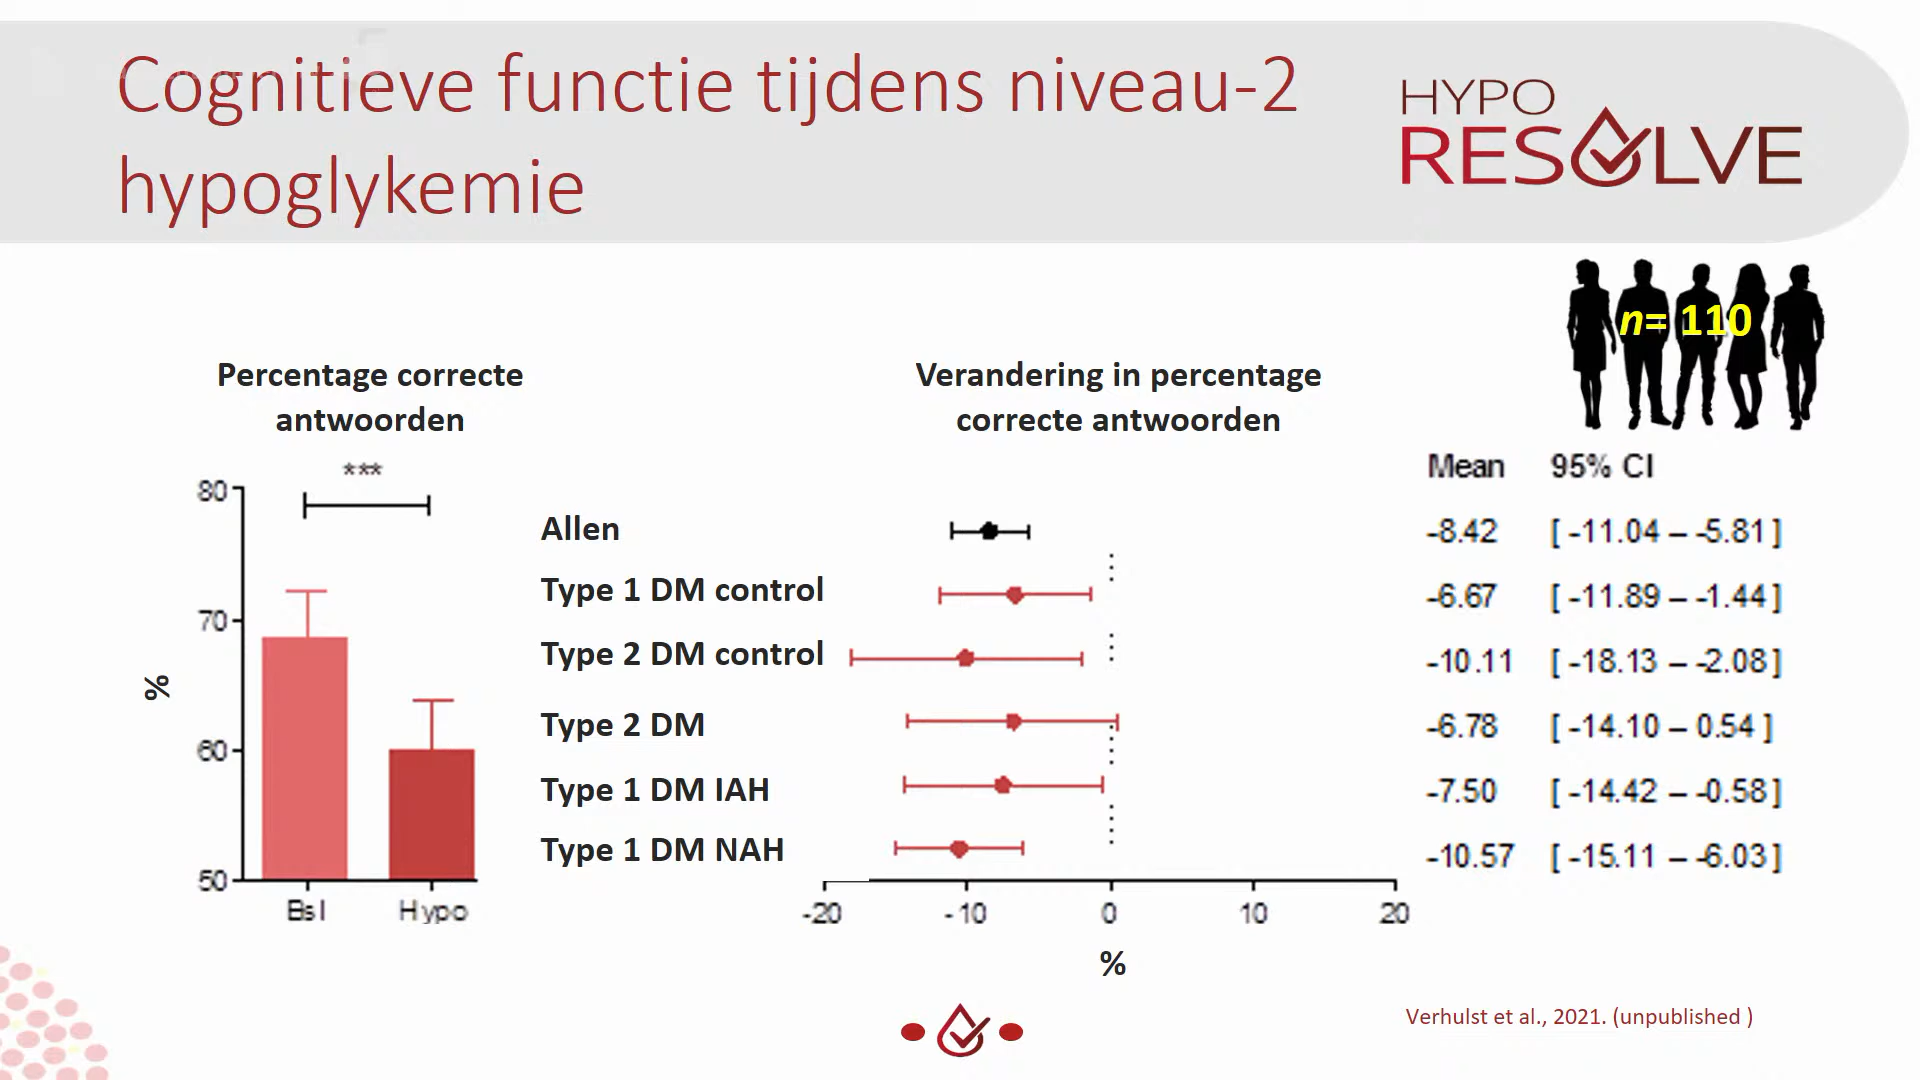 Cognitieve functie tijdens niveau-2
hypoglykemie
HYPO
RESOLVE
n= 110
Percentage correcte
antwoorden
***
80
70
60
50
%
Bsl
Hypo
Verandering in percentage
correcte antwoorden
Mean 95% CI
Allen -8.42 [ -11.04 – -5.81 ]
Type 1 DM control -6.67 [ -11.89 – -1.44 ]
Type 2 DM control -10.11 [ -18.13 – -2.08 ]
Type 2 DM -6.78 [ -14.10 – 0.54 ]
Type 1 DM IAH -7.50 [ -14.42 – -0.58 ]
Type 1 DM NAH -10.57 [ -15.11 – -6.03 ]
-20 -10 0 10 20
%
Verhulst et al., 2021. (unpublished )